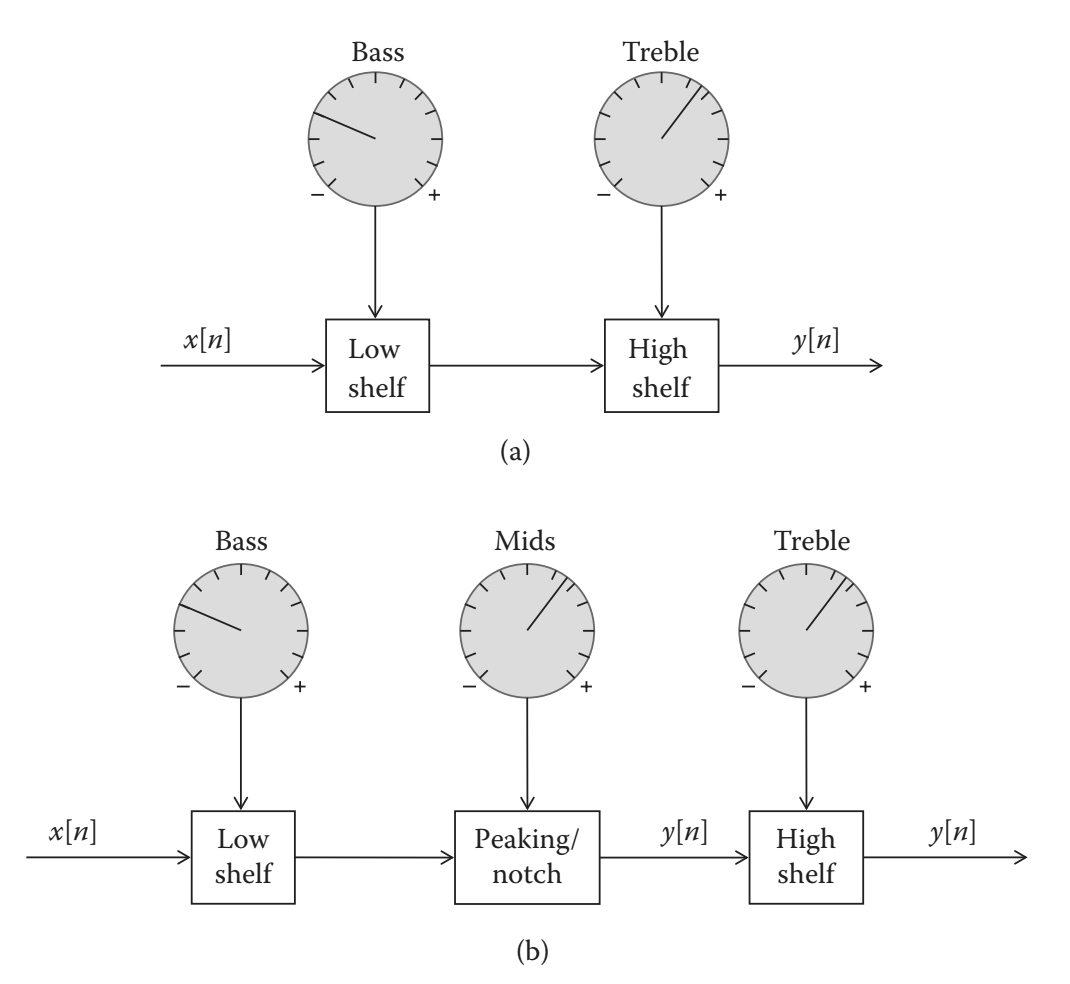 Bass Treble
− + − +
x[n] y[n]
Low
shelf
High
shelf
(a)
Bass Mids Treble
− + − + − +
x[n] y[n] y[n]
Low
shelf
Peaking/
notch
High
shelf
(b)